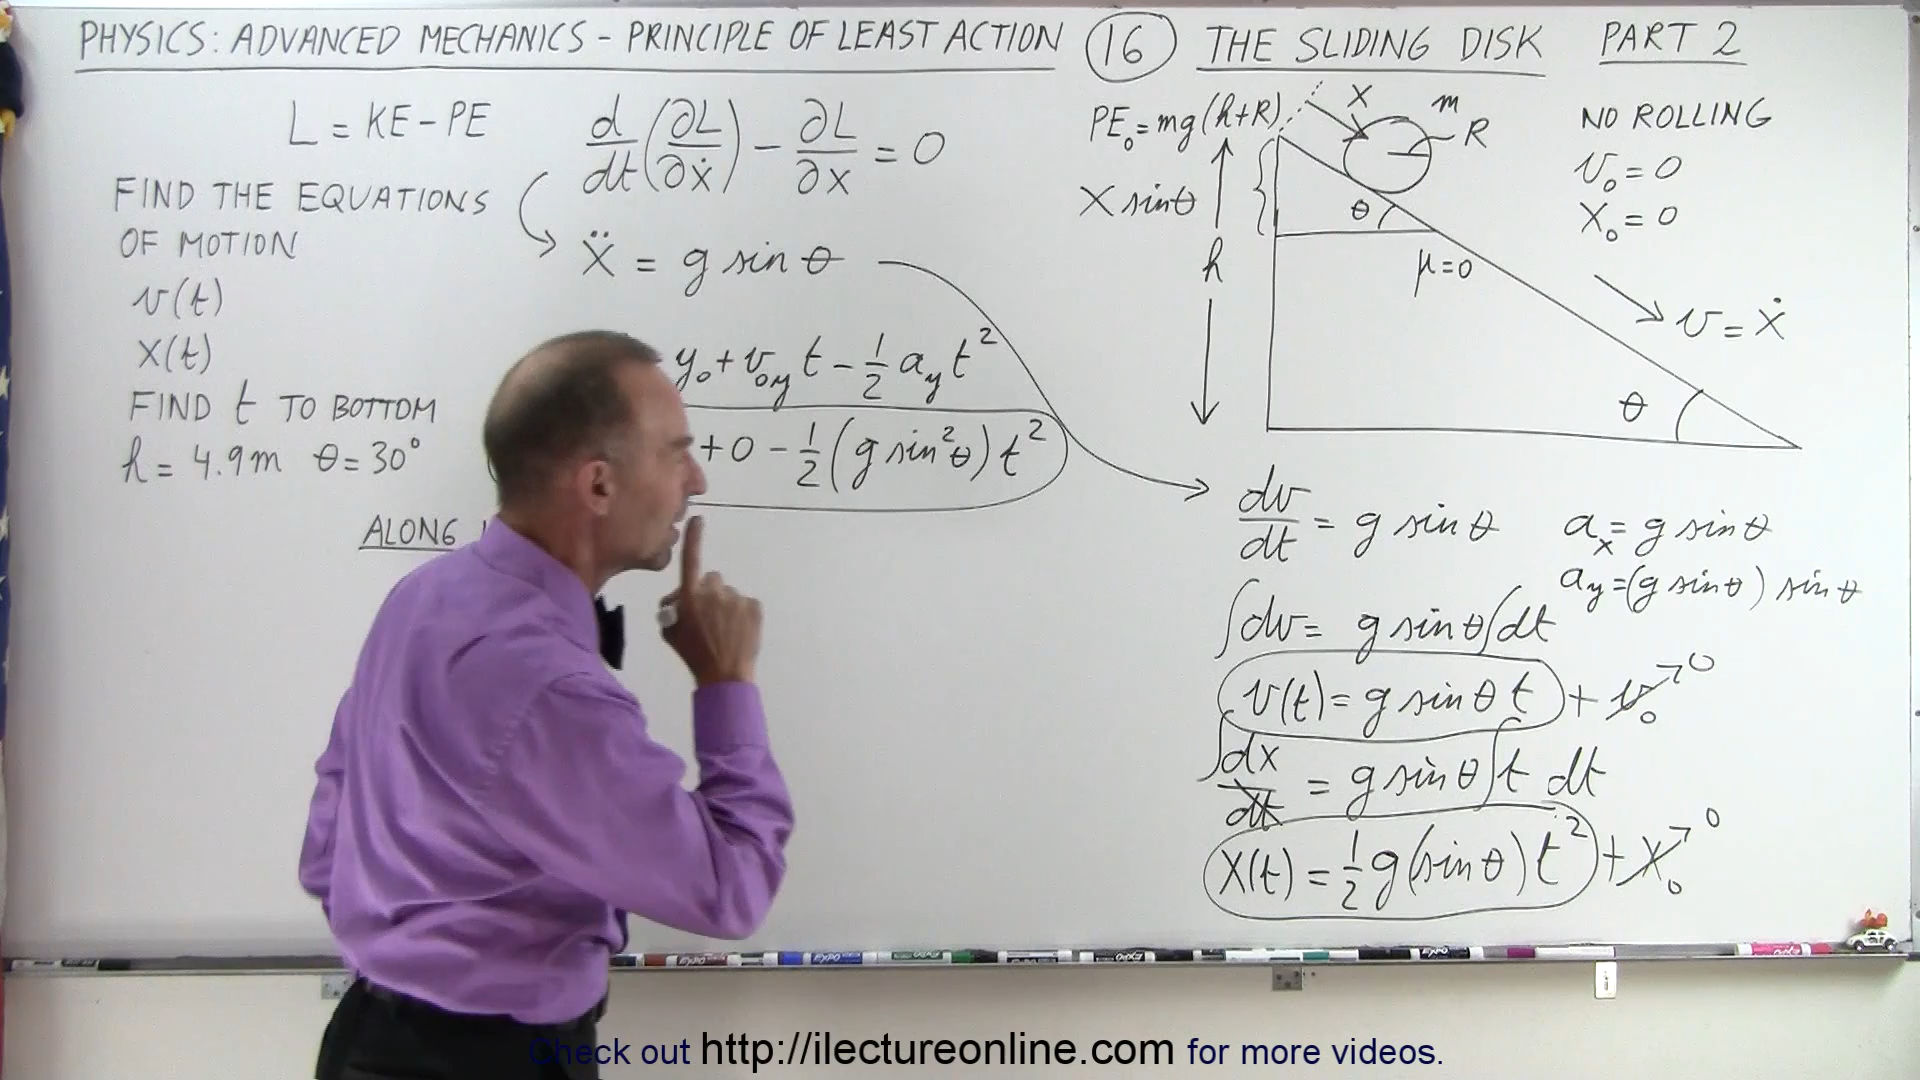 PHYSICS: ADVANCED MECHANICS - PRINCIPLE OF LEAST ACTION 16 THE SLIDING DISK PART 2
L = KE - PE
d/dt (∂L/∂ẋ) - ∂L/∂x = 0
FIND THE EQUATIONS
OF MOTION
v(t)
x(t)
FIND t TO BOTTOM
h = 4.9m θ = 30°
ẍ = g sin θ
y₀ + v₀y t - 1/2 a_y t²
+ 0 - 1/2 (g sin²θ) t²
ALONG
PE₀ = mg(h+R)
X sinθ
h
X
m
R
θ
μ = 0
θ
NO ROLLING
v₀ = 0
X₀ = 0
v = ẋ
dv/dt = g sin θ
a_x = g sin θ
a_y = (g sin θ) sin θ
∫dv = g sin θ ∫dt
v(t) = g sin θ t + v₀ → 0
∫dx/dt = g sin θ ∫t dt
X(t) = 1/2 g (sin θ) t² + X₀ → 0
Check out http://ilectureonline.com for more videos.